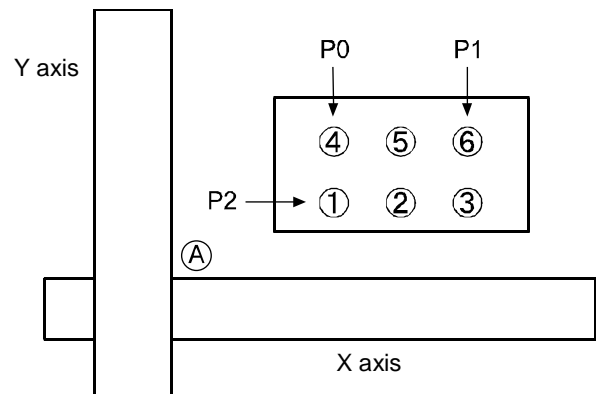 P0 P1
Y axis
④ ⑤ ⑥
P2 ① ② ③
Ⓐ
X axis